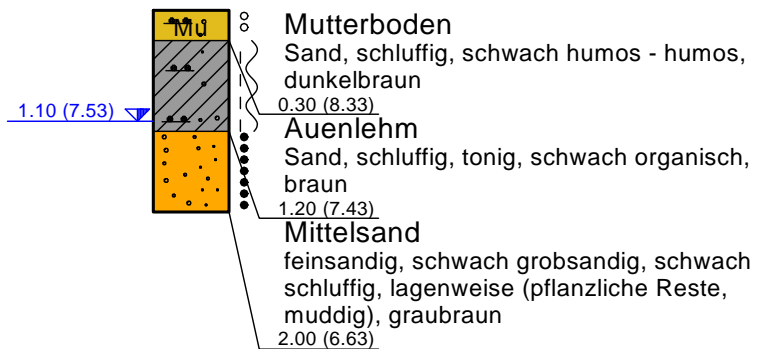 Mu
1.10 (7.53)
Mutterboden
Sand, schluffig, schwach humos - humos,
dunkelbraun
0.30 (8.33)
Auenlehm
Sand, schluffig, tonig, schwach organisch,
braun
1.20 (7.43)
Mittelsand
feinsandig, schwach grobsandig, schwach
schluffig, lagenweise (pflanzliche Reste,
muddig), graubraun
2.00 (6.63)